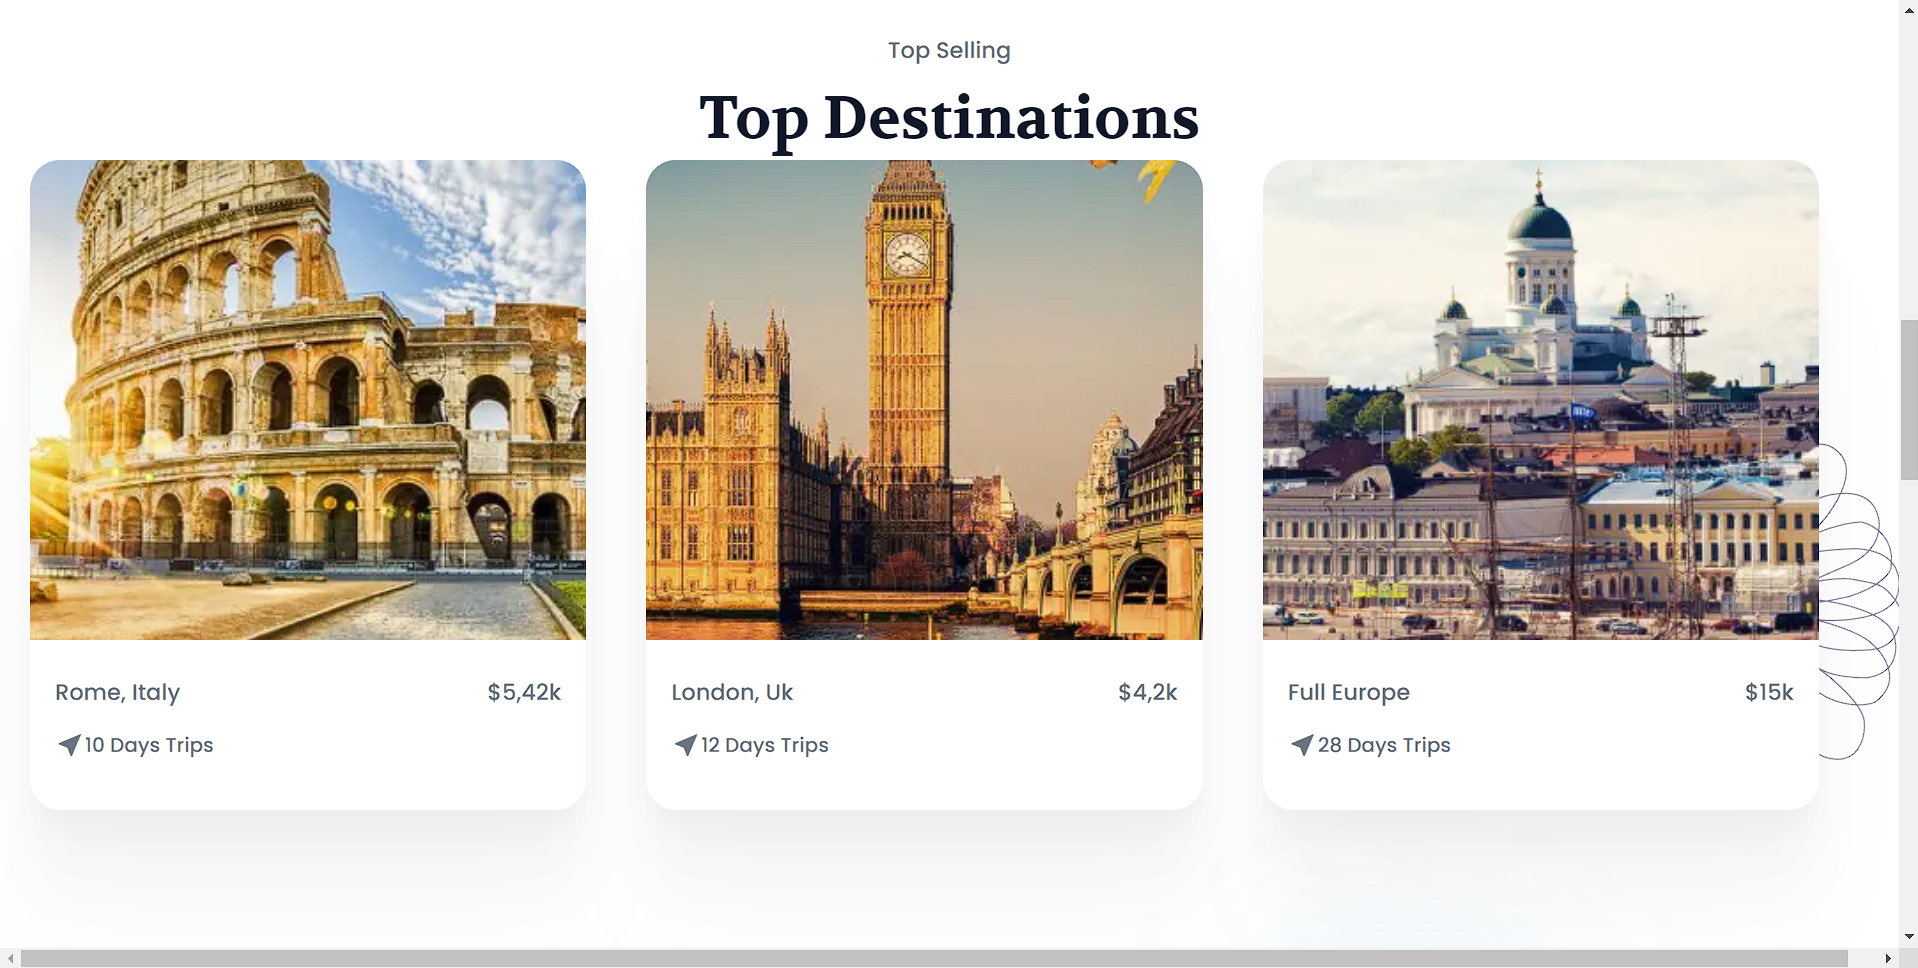 Top Selling
Top Destinations
Rome, Italy
$5,42k
10 Days Trips
London, Uk
$4,2k
12 Days Trips
Full Europe
$15k
28 Days Trips